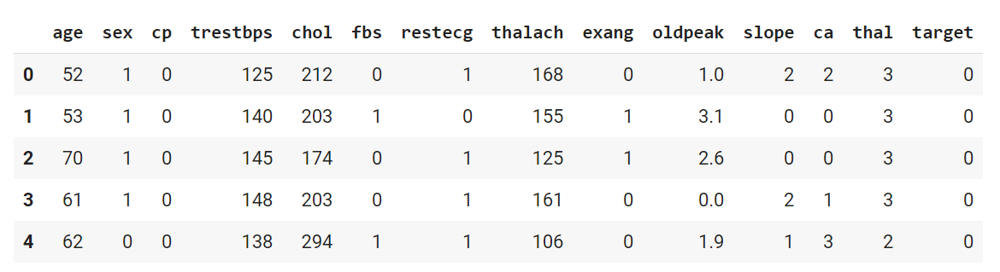 age sex cp trestbps chol fbs restecg thalach exang oldpeak slope ca thal target
0 52 1 0 125 212 0 1 168 0 1.0 2 2 3 0
1 53 1 0 140 203 1 0 155 1 3.1 0 0 3 0
2 70 1 0 145 174 0 1 125 1 2.6 0 0 3 0
3 61 1 0 148 203 0 1 161 0 0.0 2 1 3 0
4 62 0 0 138 294 1 1 106 0 1.9 1 3 2 0